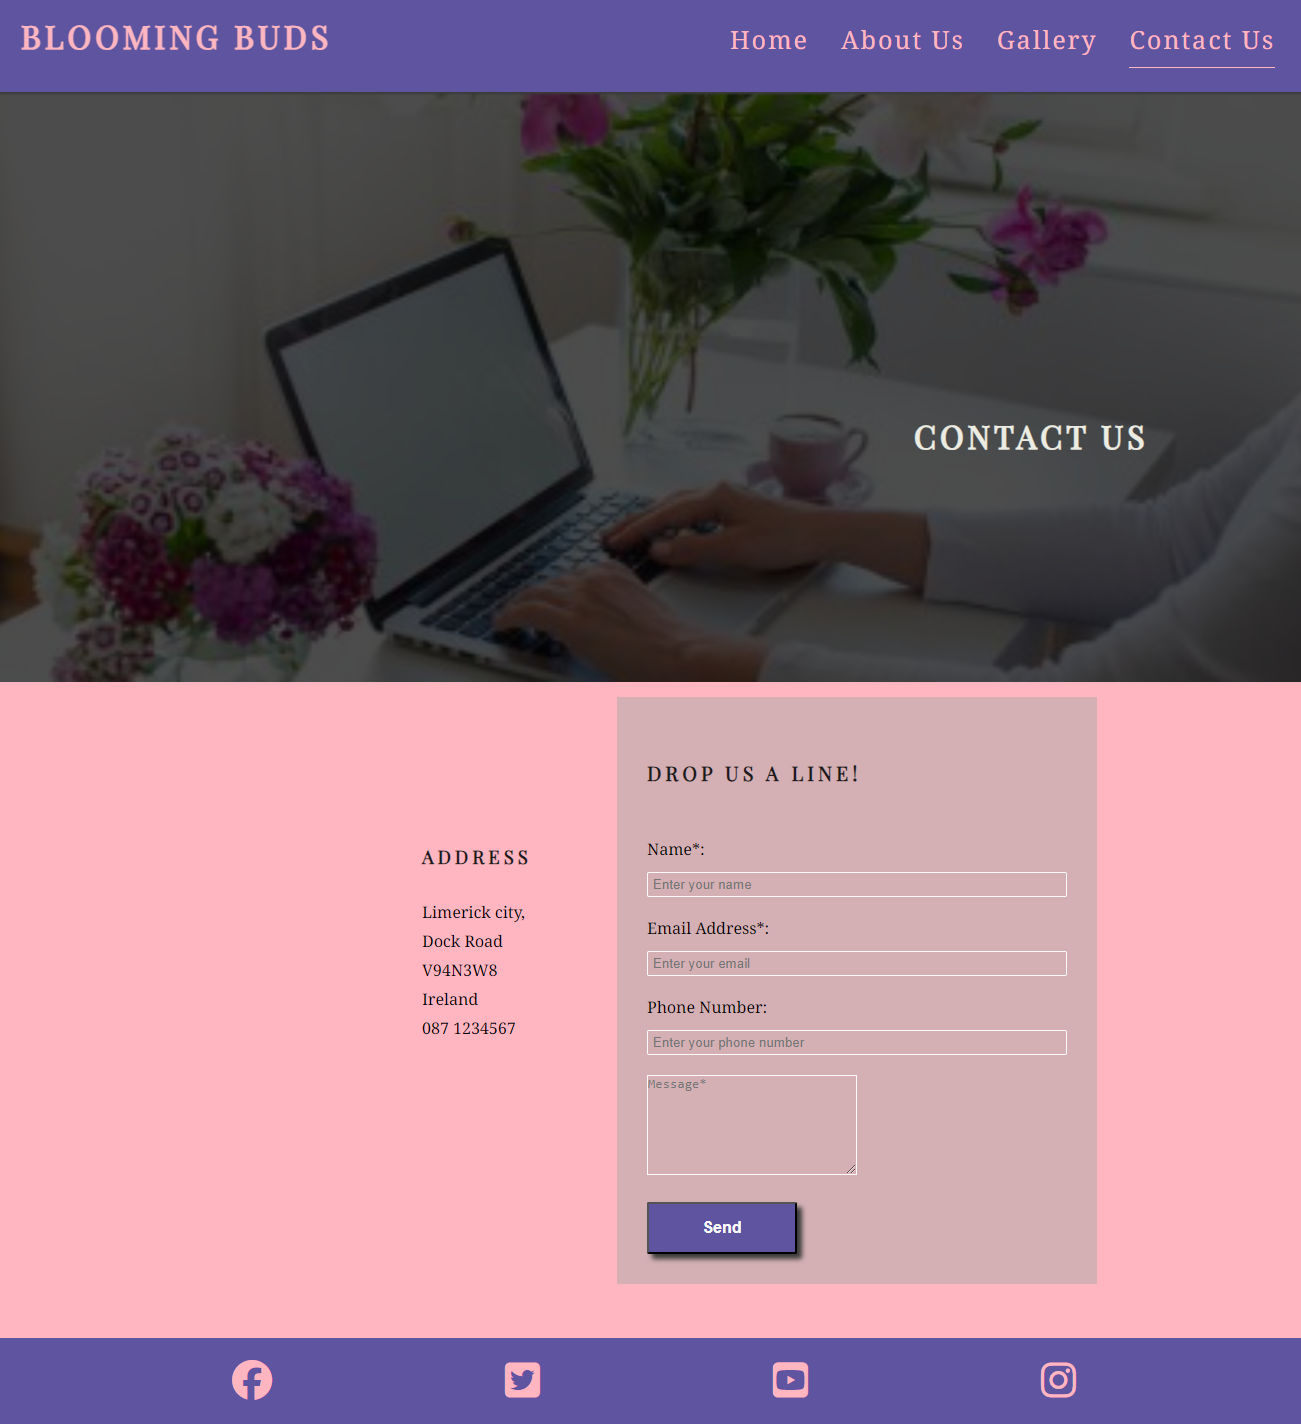 BLOOMING BUDS
Home About Us Gallery Contact Us
CONTACT US
ADDRESS
Limerick city,
Dock Road
V94N3W8
Ireland
087 1234567
DROP US A LINE!
Name*:
Enter your name
Email Address*:
Enter your email
Phone Number:
Enter your phone number
Message*
Send